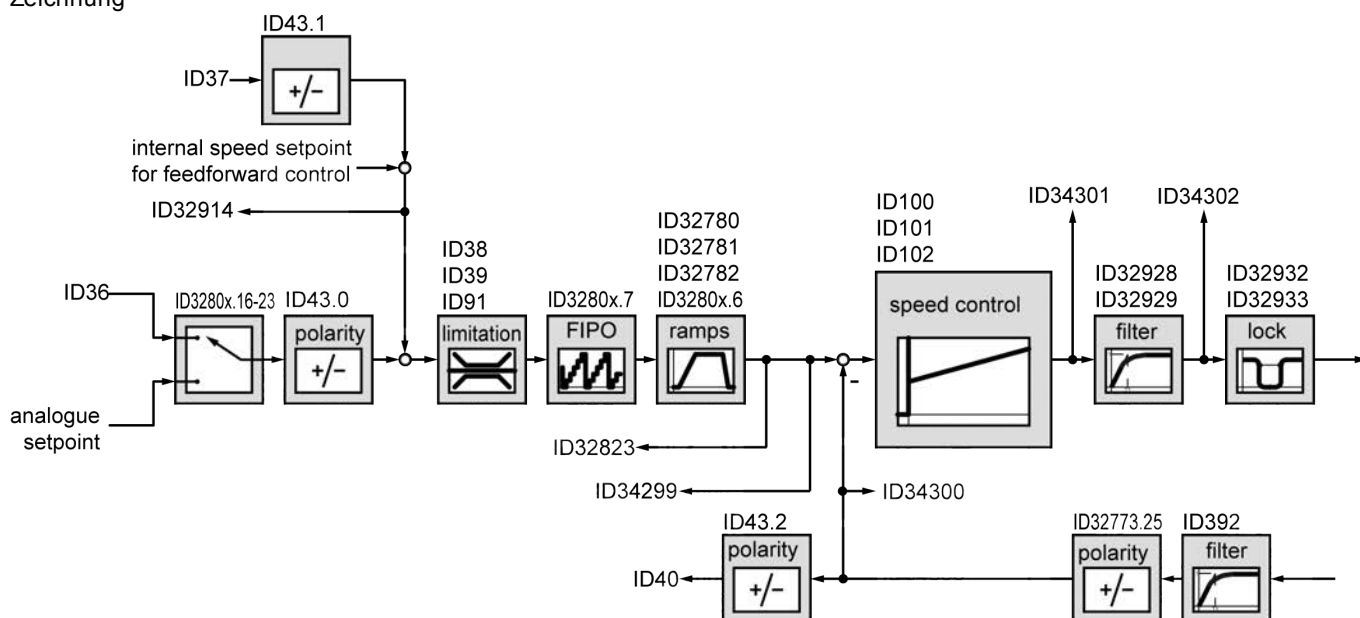 Zeichnung
ID43.1
ID37
+/−
internal speed setpoint
for feedforward control
ID32914
ID36
analogue
setpoint
ID3280x.16-23
ID43.0
polarity
+/−
ID38
ID39
ID91
limitation
ID3280x.7
FIPO
ID32780
ID32781
ID32782
ID3280x.6
ramps
ID32823
ID34299
-
ID100
ID101
ID102
speed control
ID34301
ID34302
ID32928
ID32929
filter
ID32932
ID32933
lock
ID34300
ID43.2
polarity
+/−
ID40
ID32773.25
polarity
+/−
ID392
filter